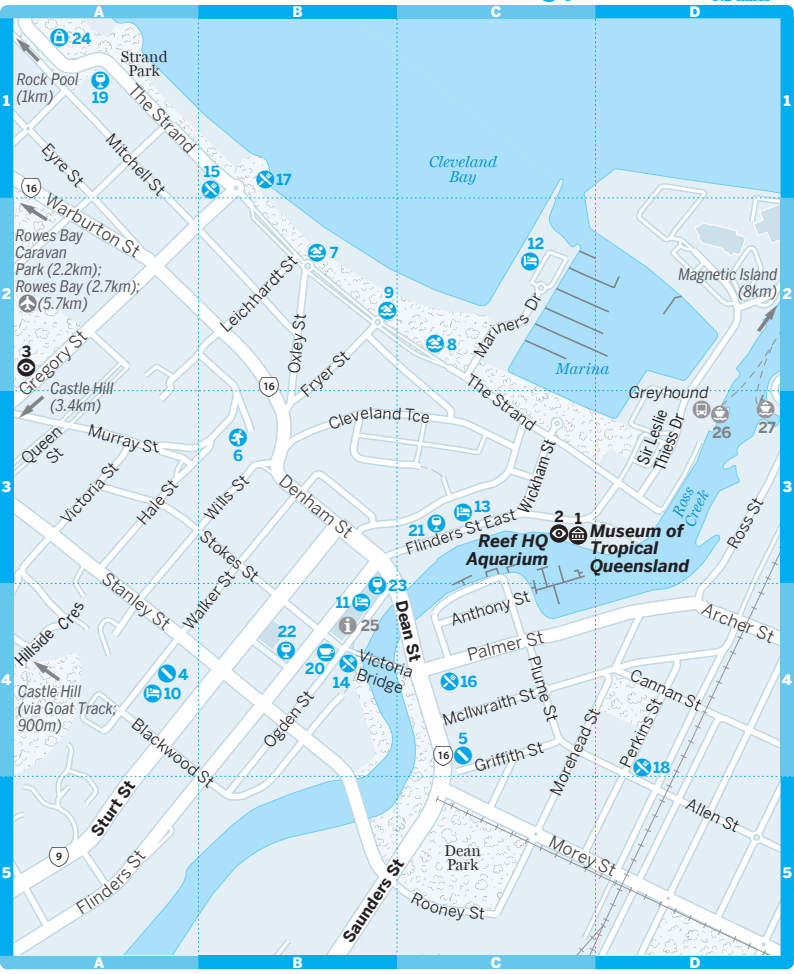 A
B
C
D
24
Strand
Park
Rock Pool
(1km)
19
1
1
The Strand
Mitchell St
Eyre St
15
17
Cleveland
Bay
16
Warburton St
Rowes Bay
Caravan
Park (2.2km);
Rowes Bay (2.7km);
(5.7km)
7
12
Magnetic Island
(8km)
2
2
Leichhardt St
9
Oxley St
8
Mariners Dr
Marina
3
Gregory St
Fryer St
16
Castle Hill
(3.4km)
The Strand
Greyhound
26
27
Cleveland Tce
Queen
St
Murray St
6
Sir Leslie
Thiess Dr
Wickham St
3
3
Victoria St
Hale St
Wills St
Denham St
Ross
Creek
Ross St
13
21
Flinders St East
2
1
Reef HQ
Aquarium
Museum of
Tropical
Queensland
Stokes St
Stanley St
Walker St
23
11
Dean St
25
Anthony St
Archer St
Hillside Cres
22
20
14
Victoria
Bridge
Palmer St
Castle Hill
(via Goat Track;
900m)
4
10
4
4
16
Plume St
Cannan St
McIlwraith St
Ogden St
Blackwood St
5
16
Griffith St
Morehead St
Perkins St
18
Sturt St
Allen St
9
Flinders St
Dean
Park
Morey St
5
5
Saunders St
Rooney St
A
B
C
D